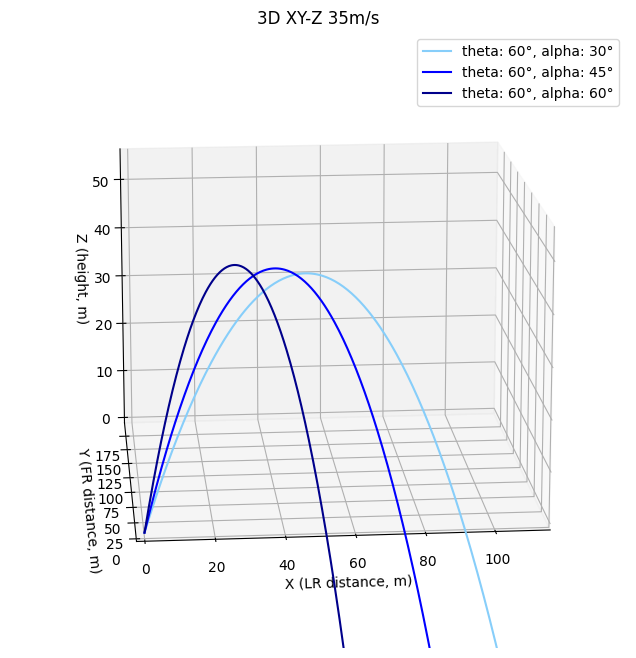 3D XY-Z 35m/s
theta: 60°, alpha: 30°
theta: 60°, alpha: 45°
theta: 60°, alpha: 60°
Z (height, m)
50
40
30
20
10
0
Y (FR distance, m)
175
150
125
100
75
50
25
0
0
20
40
60
80
100
X (LR distance, m)